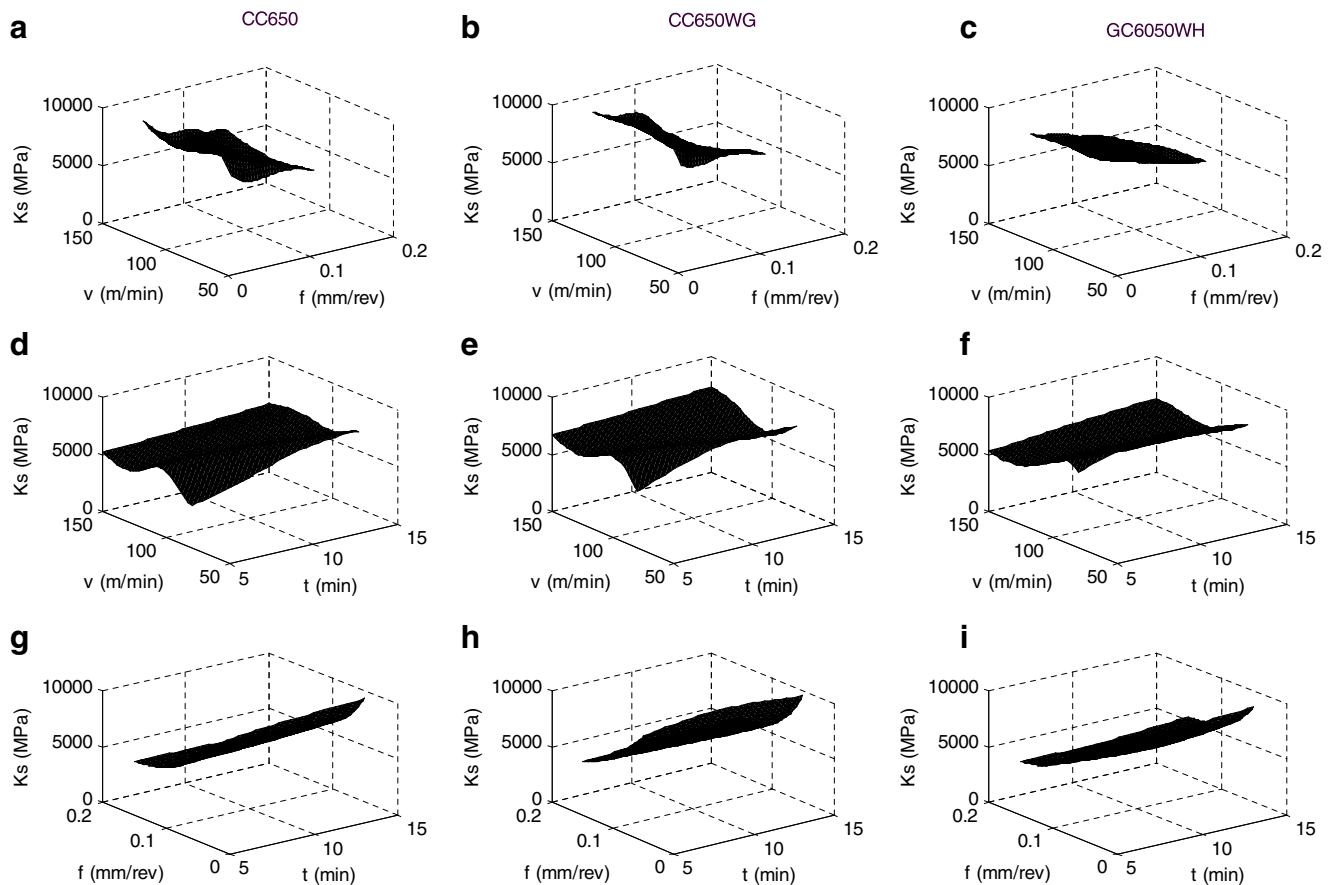 a
CC650
b
CC650WG
c
GC6050WH
10000
5000
0
Ks (MPa)
150
100
50
v (m/min)
0
0.1
0.2
f (mm/rev)
10000
5000
0
Ks (MPa)
150
100
50
v (m/min)
0
0.1
0.2
f (mm/rev)
10000
5000
0
Ks (MPa)
150
100
50
v (m/min)
0
0.1
0.2
f (mm/rev)
d
10000
5000
0
Ks (MPa)
150
100
50
v (m/min)
5
10
15
t (min)
e
10000
5000
0
Ks (MPa)
150
100
50
v (m/min)
5
10
15
t (min)
f
10000
5000
0
Ks (MPa)
150
100
50
v (m/min)
5
10
15
t (min)
g
10000
5000
0
Ks (MPa)
0.2
0.1
0
f (mm/rev)
5
10
15
t (min)
h
10000
5000
0
Ks (MPa)
0.2
0.1
0
f (mm/rev)
5
10
15
t (min)
i
10000
5000
0
Ks (MPa)
0.2
0.1
0
f (mm/rev)
5
10
15
t (min)